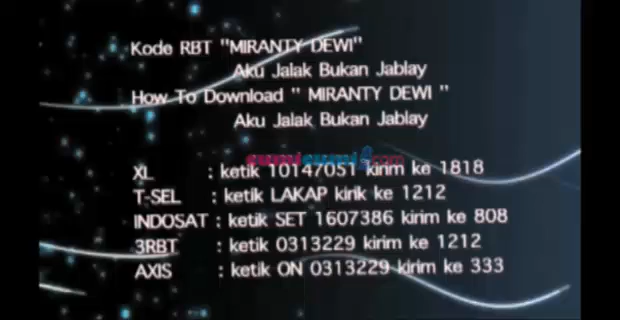 Kode RBT "MIRANTY DEWI"
Aku Jalak Bukan Jablay
How To Download " MIRANTY DEWI "
Aku Jalak Bukan Jablay
XL : ketik 10147051 kirim ke 1818
T-SEL : ketik LAKAP kirik ke 1212
INDOSAT : ketik SET 1607386 kirim ke 808
3RBT : ketik 0313229 kirim ke 1212
AXIS : ketik ON 0313229 kirim ke 333